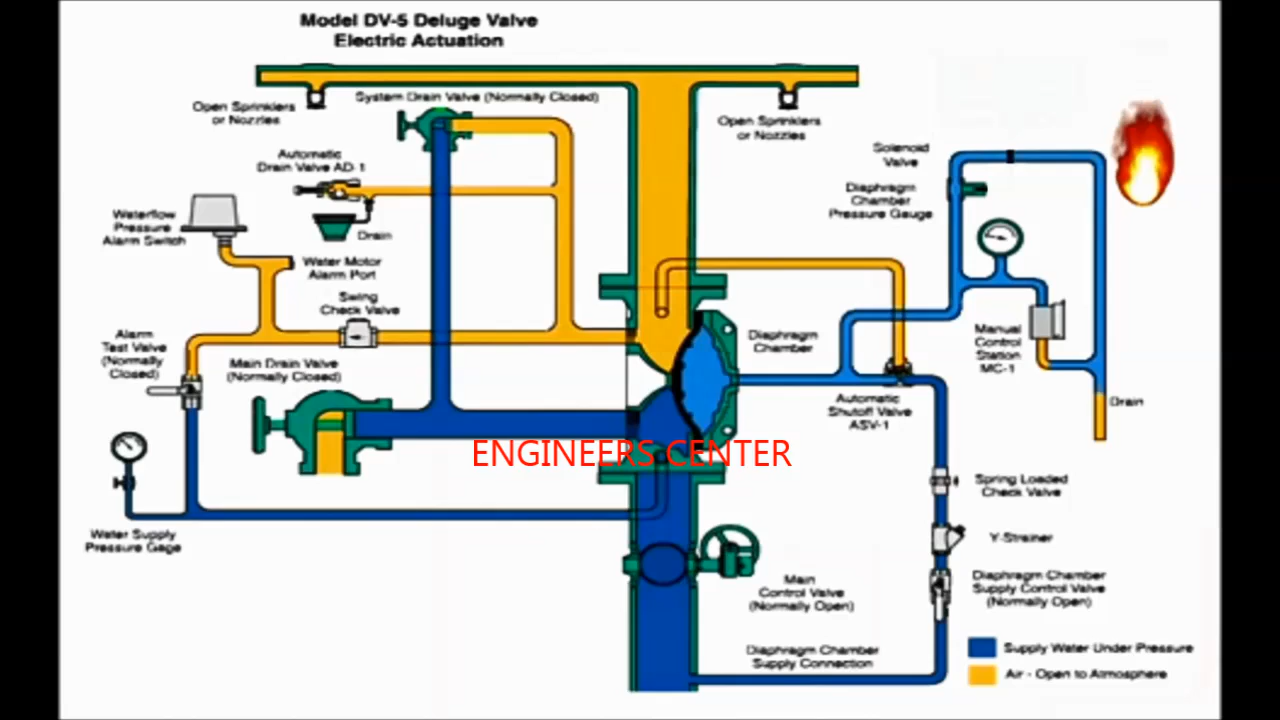 Model DV-5 Deluge Valve
Electric Actuation
System Drain Valve (Normally Closed)
Open Sprinklers
or Nozzles
Open Sprinklers
or Nozzles
Solenoid
Valve
Automatic
Drain Valve AD-1
Diaphragm
Chamber
Pressure Gauge
Waterflow
Pressure
Alarm Switch
Drain
Water Motor
Alarm Port
Swing
Check Valve
Alarm
Test Valve
(Normally
Closed)
Main Drain Valve
(Normally Closed)
Diaphragm
Chamber
Manual
Control
Station
MC-1
Automatic
Shutoff Valve
ASV-1
Drain
ENGINEERS CENTER
Spring Loaded
Check Valve
Water Supply
Pressure Gage
Y-Strainer
Main
Control Valve
(Normally Open)
Diaphragm Chamber
Supply Control Valve
(Normally Open)
Diaphragm Chamber
Supply Connection
Supply Water Under Pressure
Air - Open to Atmosphere